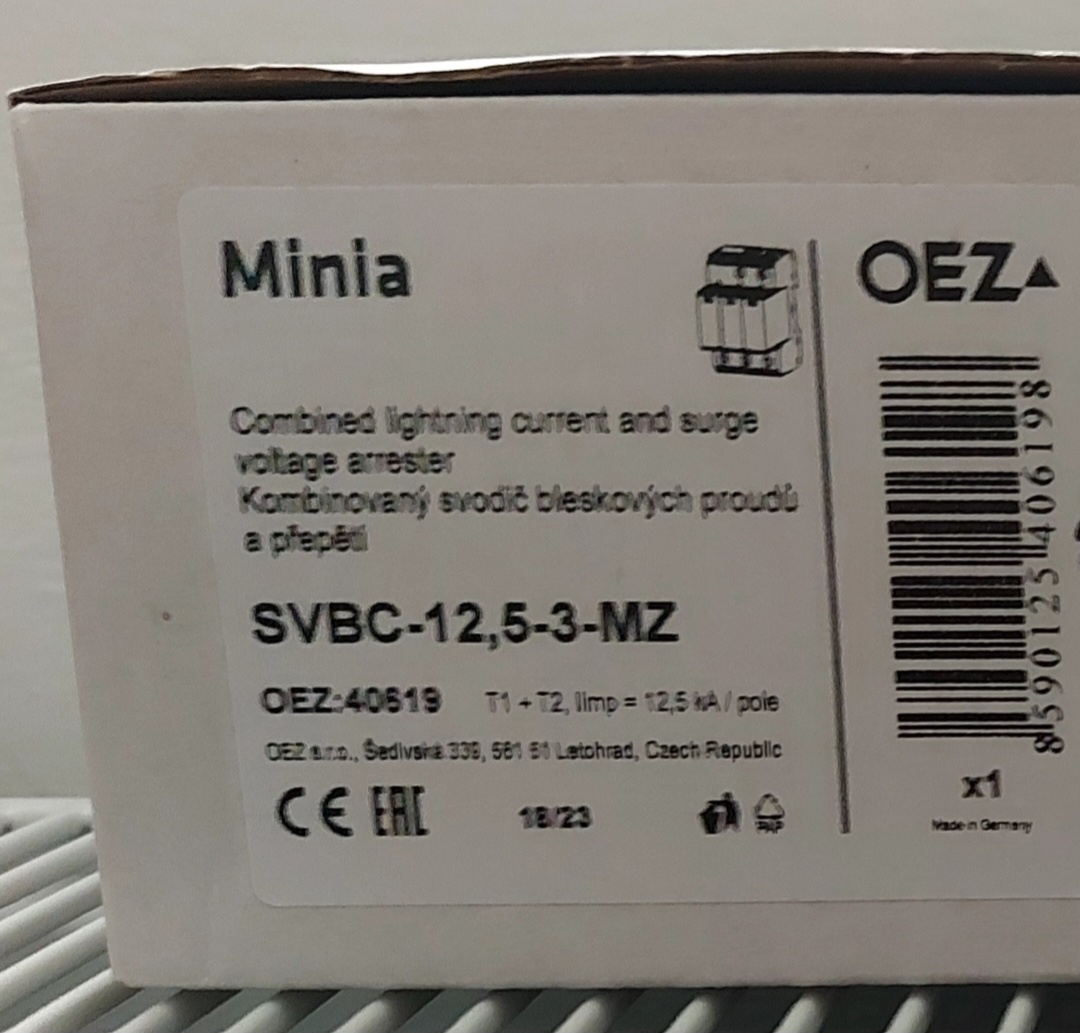 Minia
Combined lightning current and surge
voltage arrester
Kombinovaný svodič bleskových proudů
a přepětí
SVBC-12,5-3-MZ
OEZ:40619 T1 + T2, Iimp = 12,5 kA / pole
OEZ s.r.o., Šedivská 339, 561 51 Letohrad, Czech Republic
CE EAC 18/23 PAP
OEZ
8590125406198
x1
Made in Germany